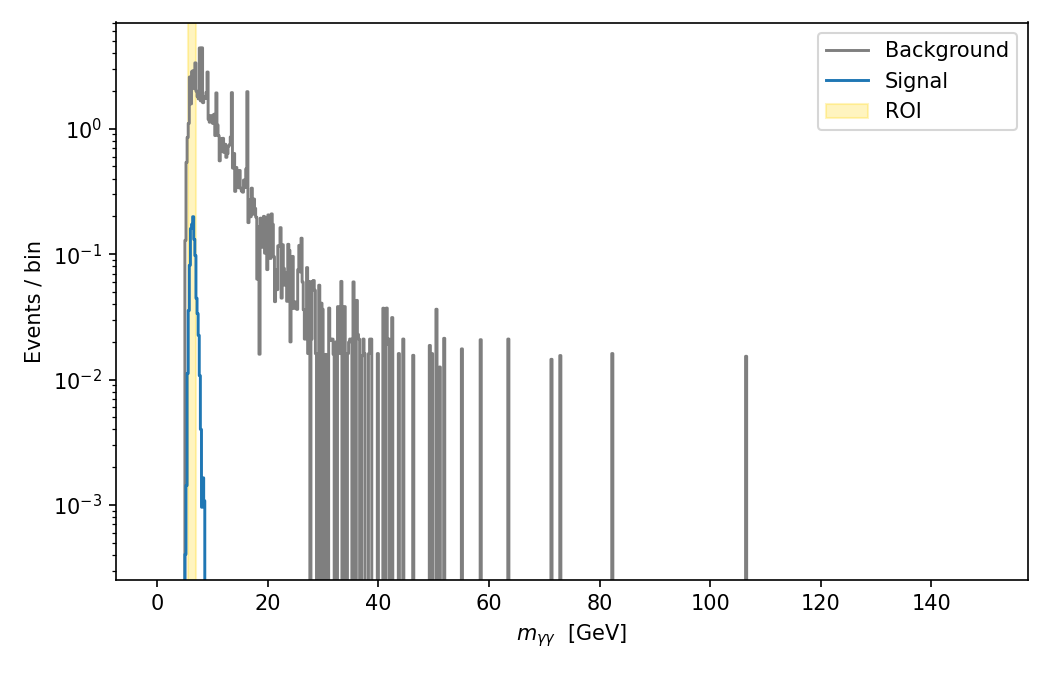 Background
Signal
ROI
10⁰
10⁻¹
10⁻²
10⁻³
Events / bin
0 20 40 60 80 100 120 140
mγγ [GeV]